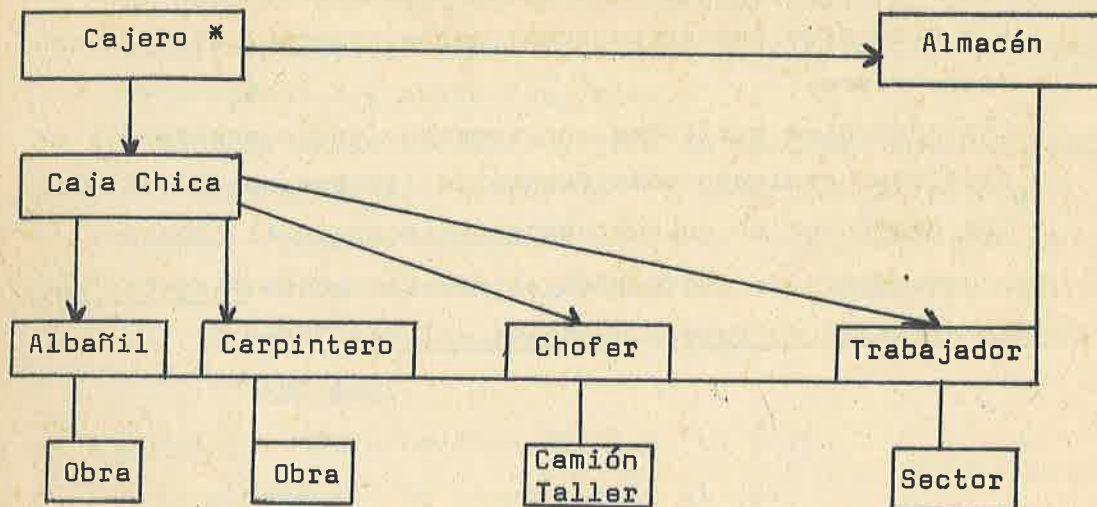 Cajero *
Almacén
Caja Chica
Albañil
Carpintero
Chofer
Trabajador
Obra
Obra
Camión
Taller
Sector